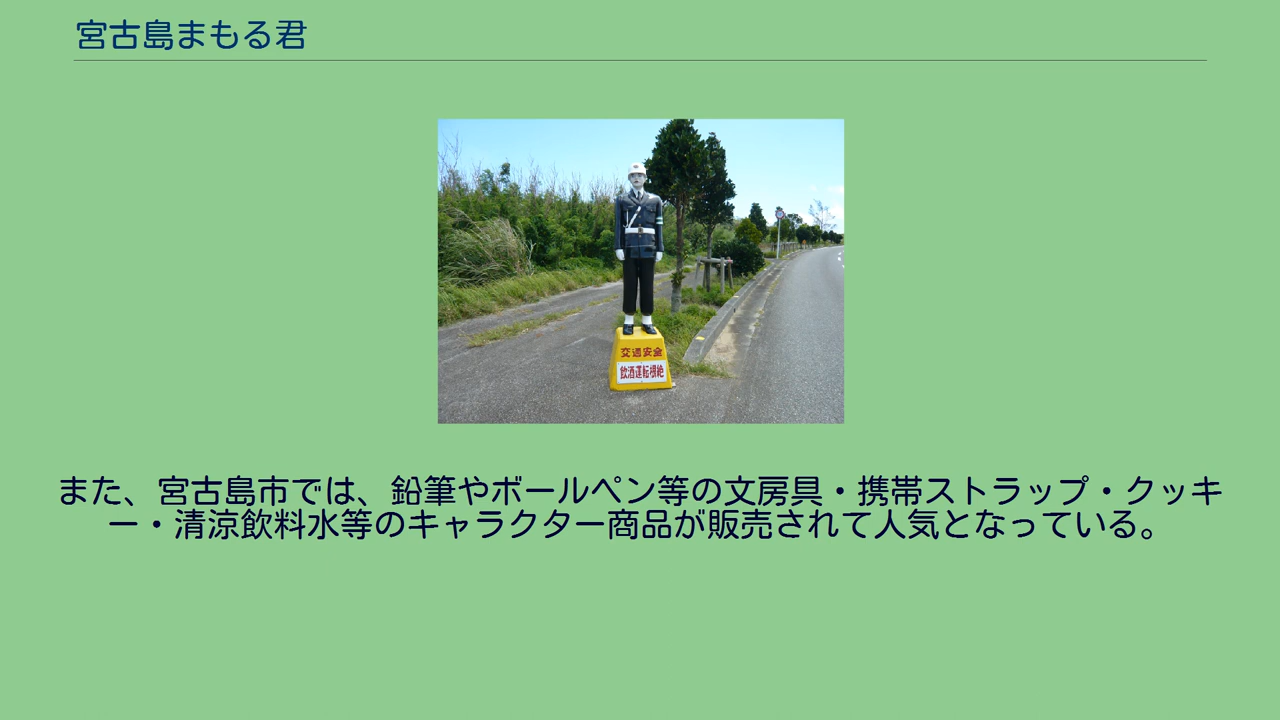 宮古島まもる君
交通安全
飲酒運転根絶
また、宮古島市では、鉛筆やボールペン等の文房具・携帯ストラップ・クッキ
ー・清涼飲料水等のキャラクター商品が販売されて人気となっている。